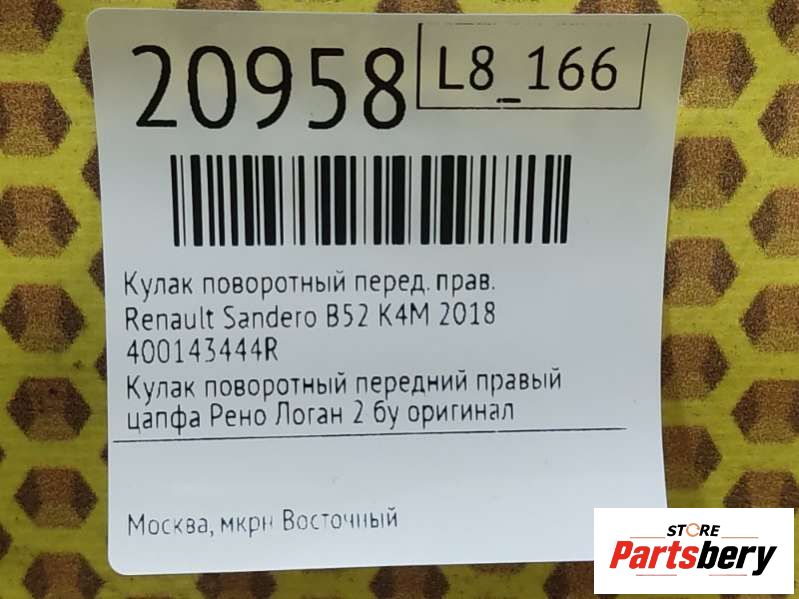 20958
L8_166
Кулак поворотный перед. прав.
Renault Sandero B52 K4M 2018
400143444R
Кулак поворотный передний правый
цапфа Рено Логан 2 бу оригинал
Москва, мкрн Восточный
STORE
Partsbery